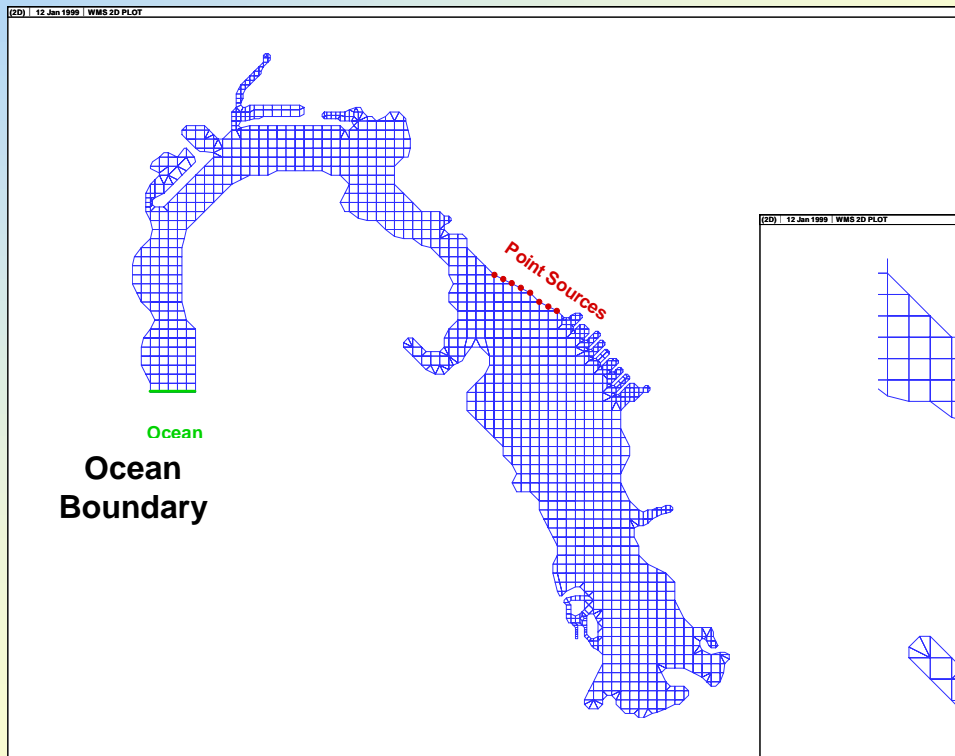 (2D) 12 Jan 1999 WMS 2D PLOT
Point Sources
(2D) 12 Jan 1999 WMS 2D PLOT
Ocean
Ocean
Boundary